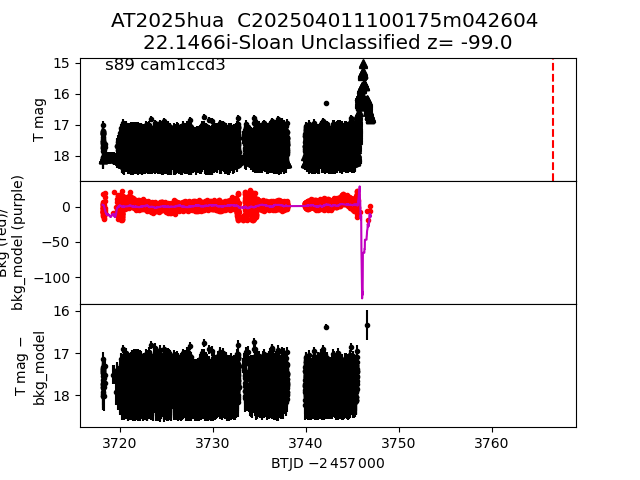 AT2025hua  C202504011100175m042604
22.1466i-Sloan Unclassified z= -99.0
s89 cam1ccd3
T mag
15
16
17
18
Bkg (red)/
bkg_model (purple)
0
−50
−100
T mag −
bkg_model
16
17
18
3720
3730
3740
3750
3760
BTJD −2 457 000